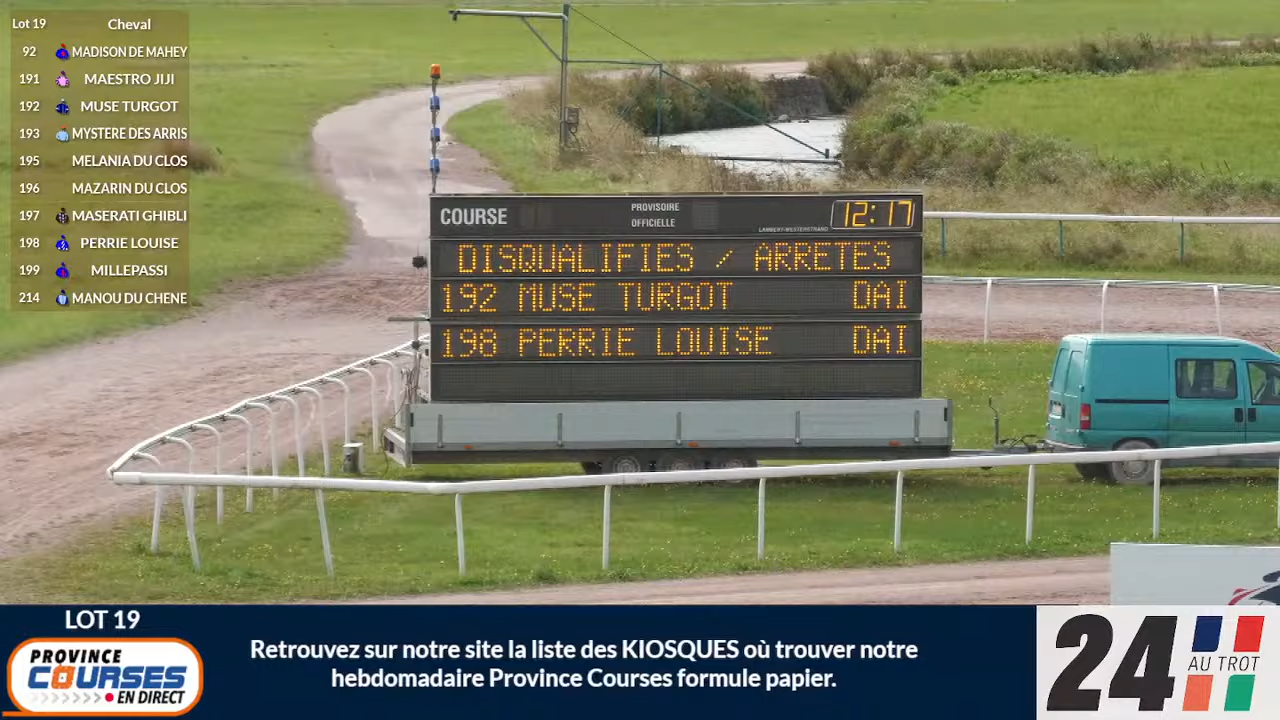 Lot 19 Cheval
92 MADISON DE MAHEY
191 MAESTRO JIJI
192 MUSE TURGOT
193 MYSTERE DES ARRIS
195 MELANIA DU CLOS
196 MAZARIN DU CLOS
197 MASERATI GHIBLI
198 PERRIE LOUISE
199 MILLEPASSI
214 MANOU DU CHENE
COURSE
PROVISOIRE
OFFICIELLE
LAMBERT-WESTERSTRAND
12:17
DISQUALIFIES / ARRETES
192 MUSE TURGOT DAI
198 PERRIE LOUISE DAI
LOT 19
PROVINCE
COURSES
EN DIRECT
Retrouvez sur notre site la liste des KIOSQUES où trouver notre
hebdomadaire Province Courses formule papier.
24
AU TROT